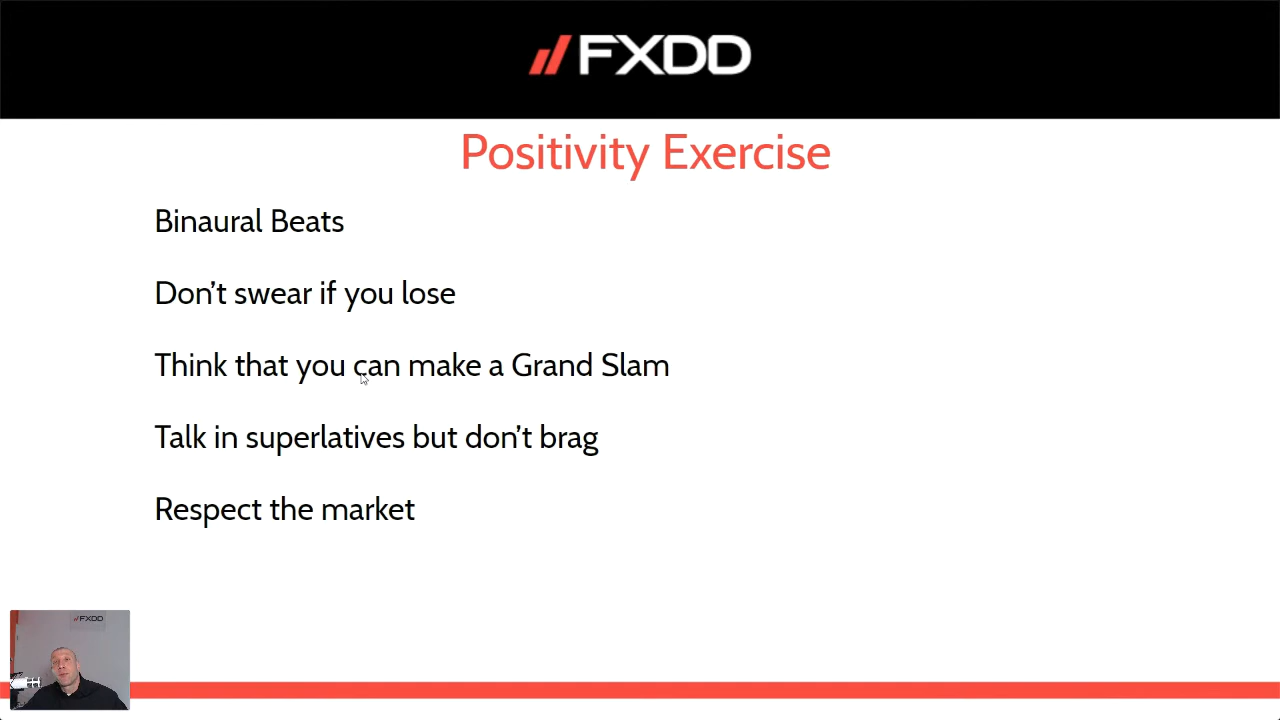 FXDD
Positivity Exercise
Binaural Beats
Don't swear if you lose
Think that you can make a Grand Slam
Talk in superlatives but don't brag
Respect the market
FXDD